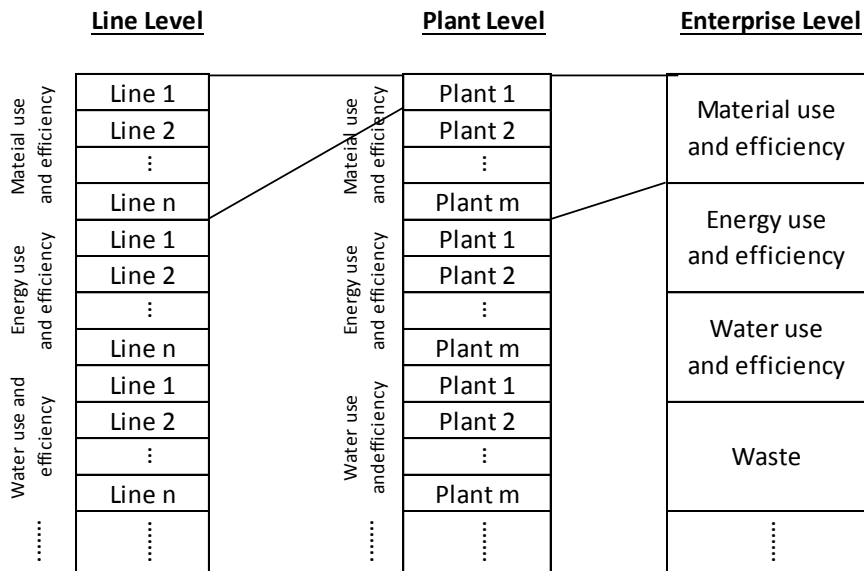 Line Level
Plant Level
Enterprise Level
Mateial use
and efficiency
Line 1
Line 2
⋮
Line n
Energy use
and efficiency
Line 1
Line 2
⋮
Line n
Water use and
efficiency
Line 1
Line 2
⋮
Line n
Mateial use
and efficiency
Plant 1
Plant 2
⋮
Plant m
Energy use
and efficiency
Plant 1
Plant 2
⋮
Plant m
Water use
andefficiency
Plant 1
Plant 2
⋮
Plant m
Material use
and efficiency
Energy use
and efficiency
Water use
and efficiency
Waste